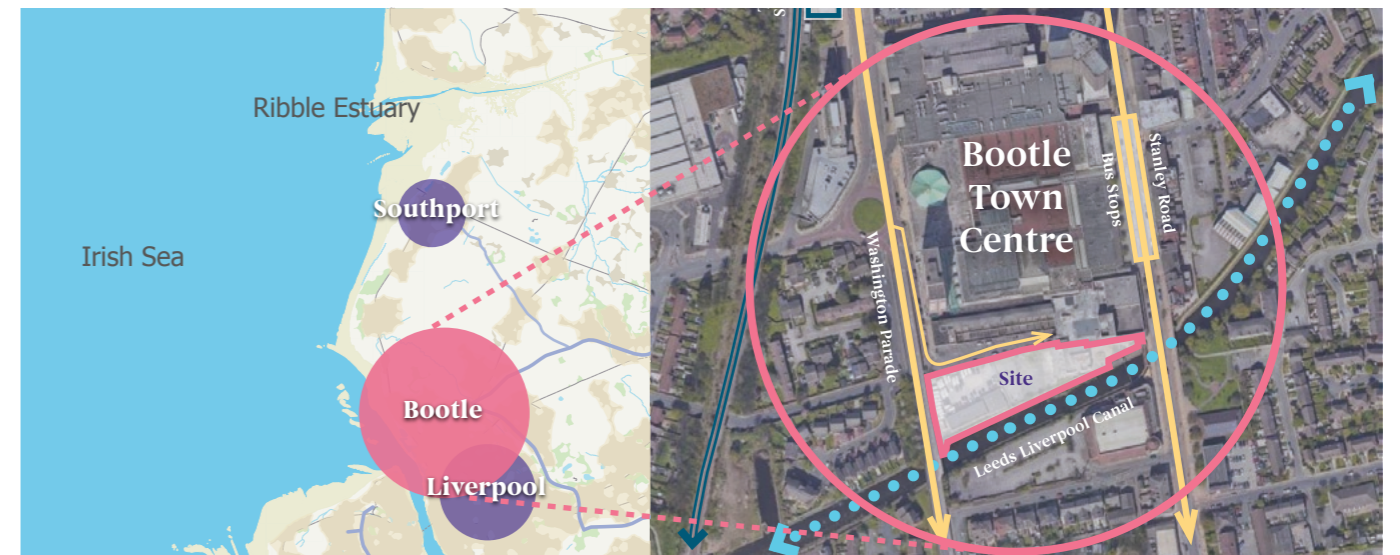 Ribble Estuary
Southport
Irish Sea
Bootle
Liverpool
Bootle
Town
Centre
Bus Stops
Stanley Road
Washington Parade
Site
Leeds Liverpool Canal